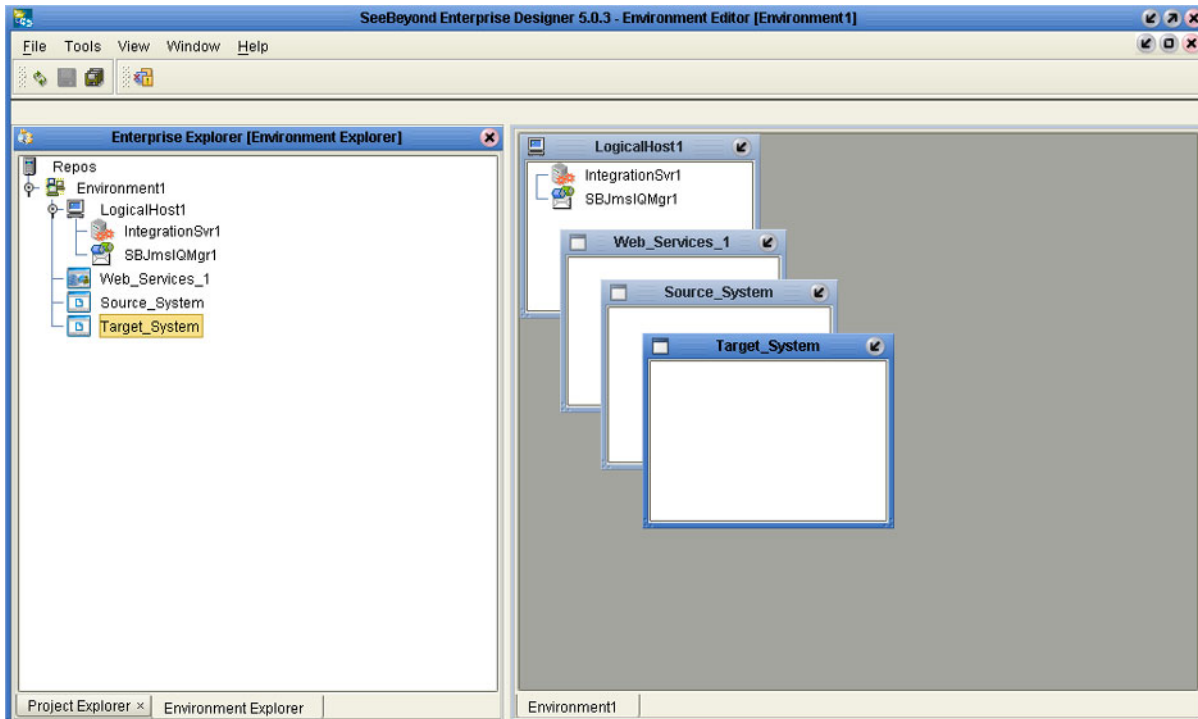 SeeBeyond Enterprise Designer 5.0.3 - Environment Editor [Environment1]
File Tools View Window Help
Enterprise Explorer [Environment Explorer]
Repos
Environment1
LogicalHost1
IntegrationSvr1
SBJmsIQMgr1
Web_Services_1
Source_System
Target_System
Project Explorer ×
Environment Explorer
LogicalHost1
IntegrationSvr1
SBJmsIQMgr1
Web_Services_1
Source_System
Target_System
Environment1